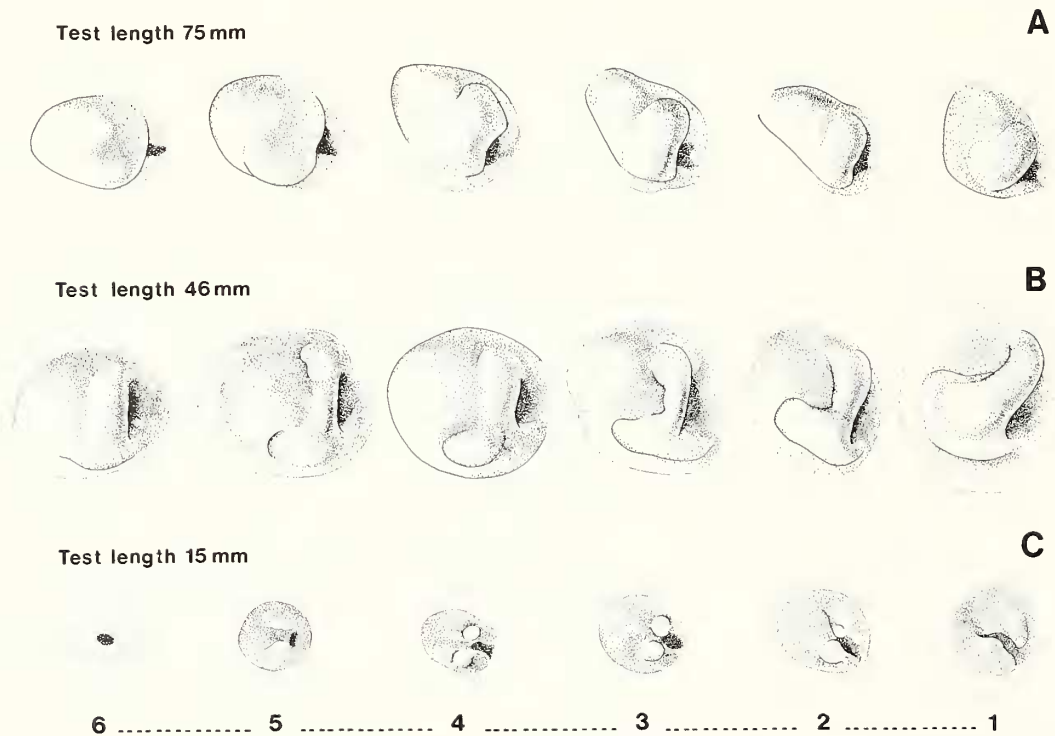 A
Test length 75 mm
B
Test length 46 mm
C
Test length 15 mm
6 ............... 5 ............... 4 ............... 3 ............... 2 ............... 1